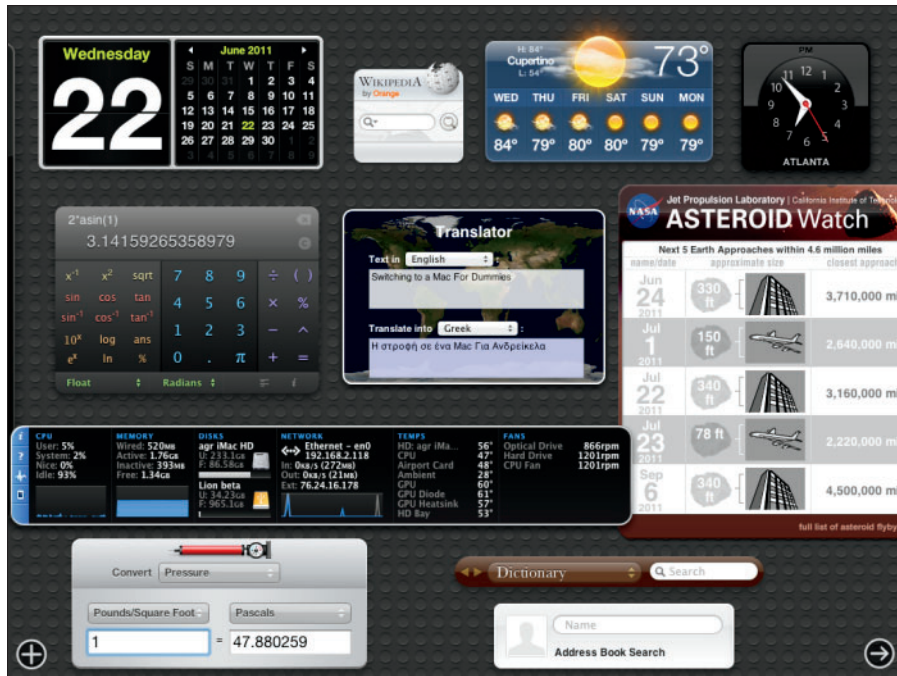 Wednesday
22
June 2011
S M T W T F S
29 30 31 1 2 3 4
5 6 7 8 9 10 11
12 13 14 15 16 17 18
19 20 21 22 23 24 25
26 27 28 29 30 1 2
3 4 5 6 7 8 9
WIKIPEDIA
by Orange
H: 84°
Cupertino
L: 54°
73°
WED THU FRI SAT SUN MON
84° 79° 80° 80° 79° 79°
PM
11 12 1
10 2
9 3
8 4
7 6 5
ATLANTA
2*asin(1)
3.14159265358979
x⁻¹ x² sqrt 7 8 9 ÷ ( )
sin cos tan 4 5 6 × %
sin⁻¹ cos⁻¹ tan⁻¹ 1 2 3 − ^
10ˣ log ans
eˣ ln % 0 . π + =
Float Radians
Translator
Text in English :
Switching to a Mac For Dummies
Translate into Greek :
Η στροφή σε ένα Mac Για Ανδρείκελα
NASA
Jet Propulsion Laboratory | California Institute of
ASTEROID Watch
Next 5 Earth Approaches within 4.6 million miles
name/date approximate size closest
Jun
24
2011
330
ft
3,710,000
Jul
1
2011
150
ft
2,640,000
Jul
22
2011
340
ft
3,160,000
Jul
23
2011
78 ft
2,220,000
Sep
6
2011
340
ft
4,500,000
full list of asteroid
CPU
User: 5%
System: 2%
Nice: 0%
Idle: 93%
MEMORY
Wired: 520MB
Active: 1.76GB
Inactive: 393MB
Free: 1.34GB
DISKS
agr iMac HD
U: 233.1GB
F: 86.58GB
Lion beta
U: 34.23GB
F: 965.1GB
NETWORK
Ethernet - en0
192.168.2.118
In: 0KB/S (272MB)
Out: 0KB/S (21MB)
Ext: 76.24.16.178
TEMPS
HD: agr iMa... 56°
CPU 47°
Airport Card 48°
Ambient 28°
GPU 60°
GPU Diode 61°
GPU Heatsink 57°
HD Bay 53°
FANS
Optical Drive 866rpm
Hard Drive 1201rpm
CPU Fan 1201rpm
Convert Pressure
Pounds/Square Foot Pascals
1 = 47.880259
Dictionary Search
Name
Address Book Search